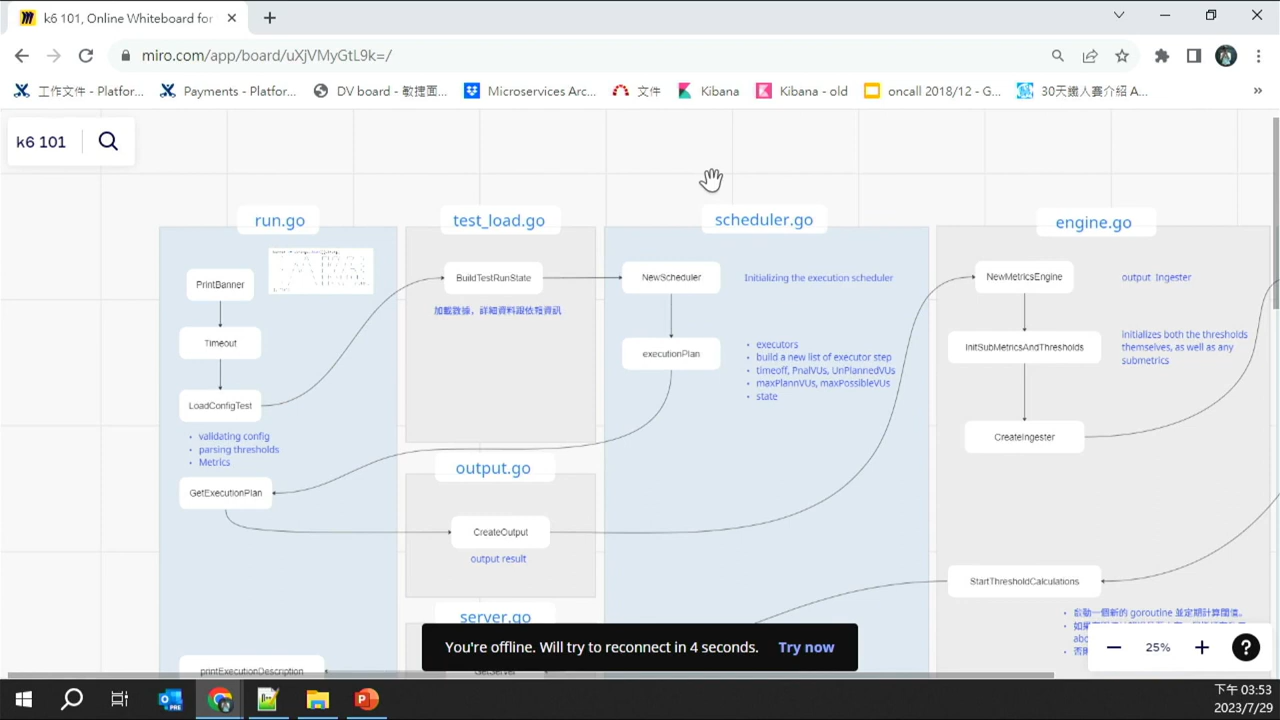 k6 101, Online Whiteboard for
miro.com/app/board/uXjVMyGtL9k=/
工作文件 - Platfor...
Payments - Platfor...
DV board - 敏捷面...
Microservices Arc...
文件
Kibana
Kibana - old
oncall 2018/12 - G...
30天鐵人賽介紹 A...
k6 101
run.go
PrintBanner
Timeout
LoadConfigTest
validating config
parsing thresholds
Metrics
GetExecutionPlan
printExecutionDescription
test_load.go
BuildTestRunState
加載數據，詳細資料跟依賴資訊
output.go
CreateOutput
output result
server.go
GetServer
scheduler.go
NewScheduler
Initializing the execution scheduler
executionPlan
executors
build a new list of executor step
timeoff, PnalVUs, UnPlannedVUs
maxPlannVUs, maxPossibleVUs
state
engine.go
NewMetricsEngine
output Ingester
InitSubMetricsAndThresholds
initializes both the thresholds
themselves, as well as any
submetrics
CreateIngester
StartThresholdCalculations
啟動一個新的 goroutine 並定期計算閾值。
You're offline. Will try to reconnect in 4 seconds. Try now
25%
下午 03:53
2023/7/29